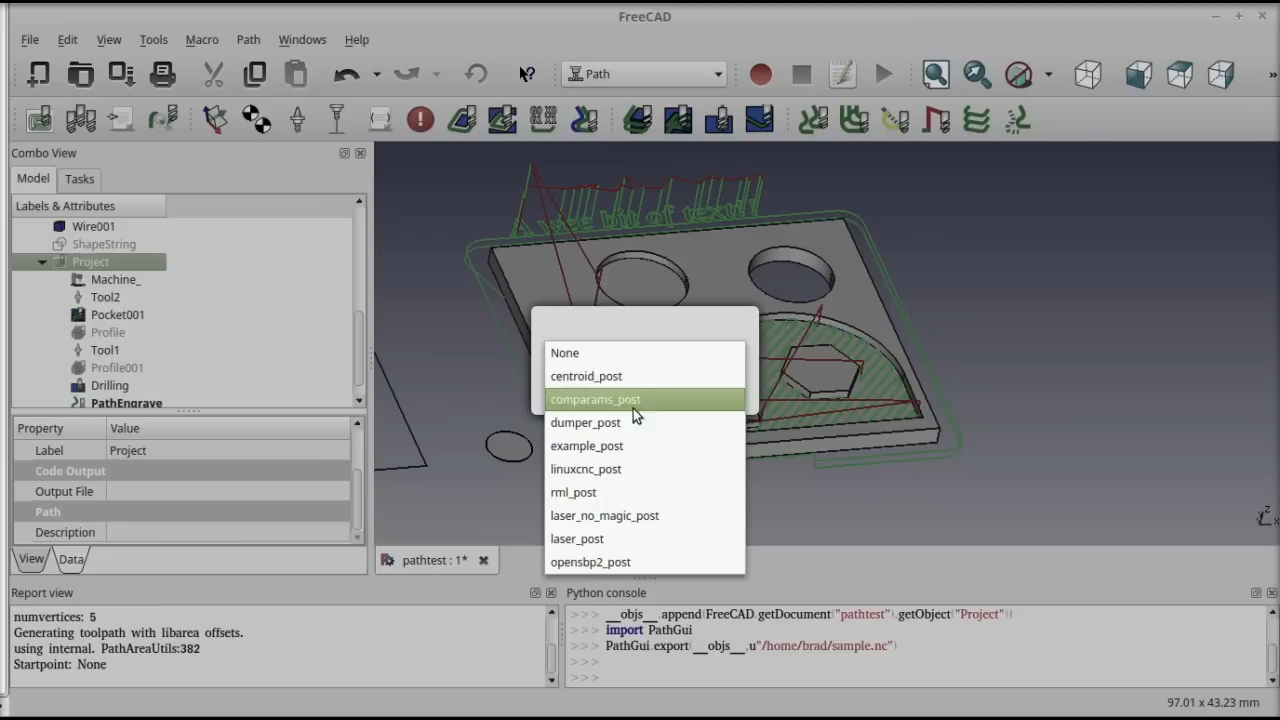 FreeCAD
File Edit View Tools Macro Path Windows Help
Path
»
Combo View
Model Tasks
Labels & Attributes
Wire001
ShapeString
Project
Machine_
Tool2
Pocket001
Profile
Tool1
Profile001
Drilling
PathEngrave
Property Value
Label Project
Code Output
Output File
Path
Description
View Data
A wee bit of text!
None
centroid_post
comparams_post
dumper_post
example_post
linuxcnc_post
rml_post
laser_no_magic_post
laser_post
opensbp2_post
pathtest : 1*
Report view
numvertices: 5
Generating toolpath with libarea offsets.
using internal. PathAreaUtils:382
Startpoint: None
Python console
>>> __objs__.append(FreeCAD.getDocument("pathtest").getObject("Project"))
>>> import PathGui
>>> PathGui.export(__objs__,u"/home/brad/sample.nc")
>>>
>>>
97.01 x 43.23 mm